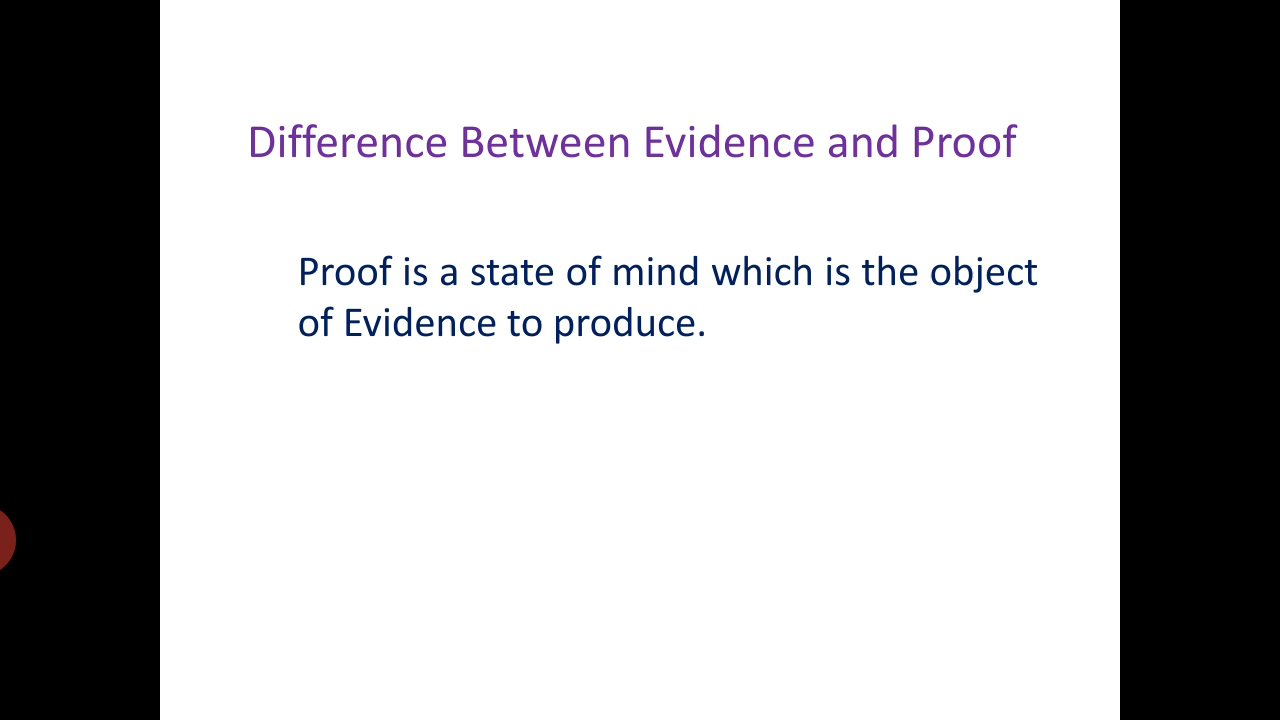 Difference Between Evidence and Proof
Proof is a state of mind which is the object
of Evidence to produce.